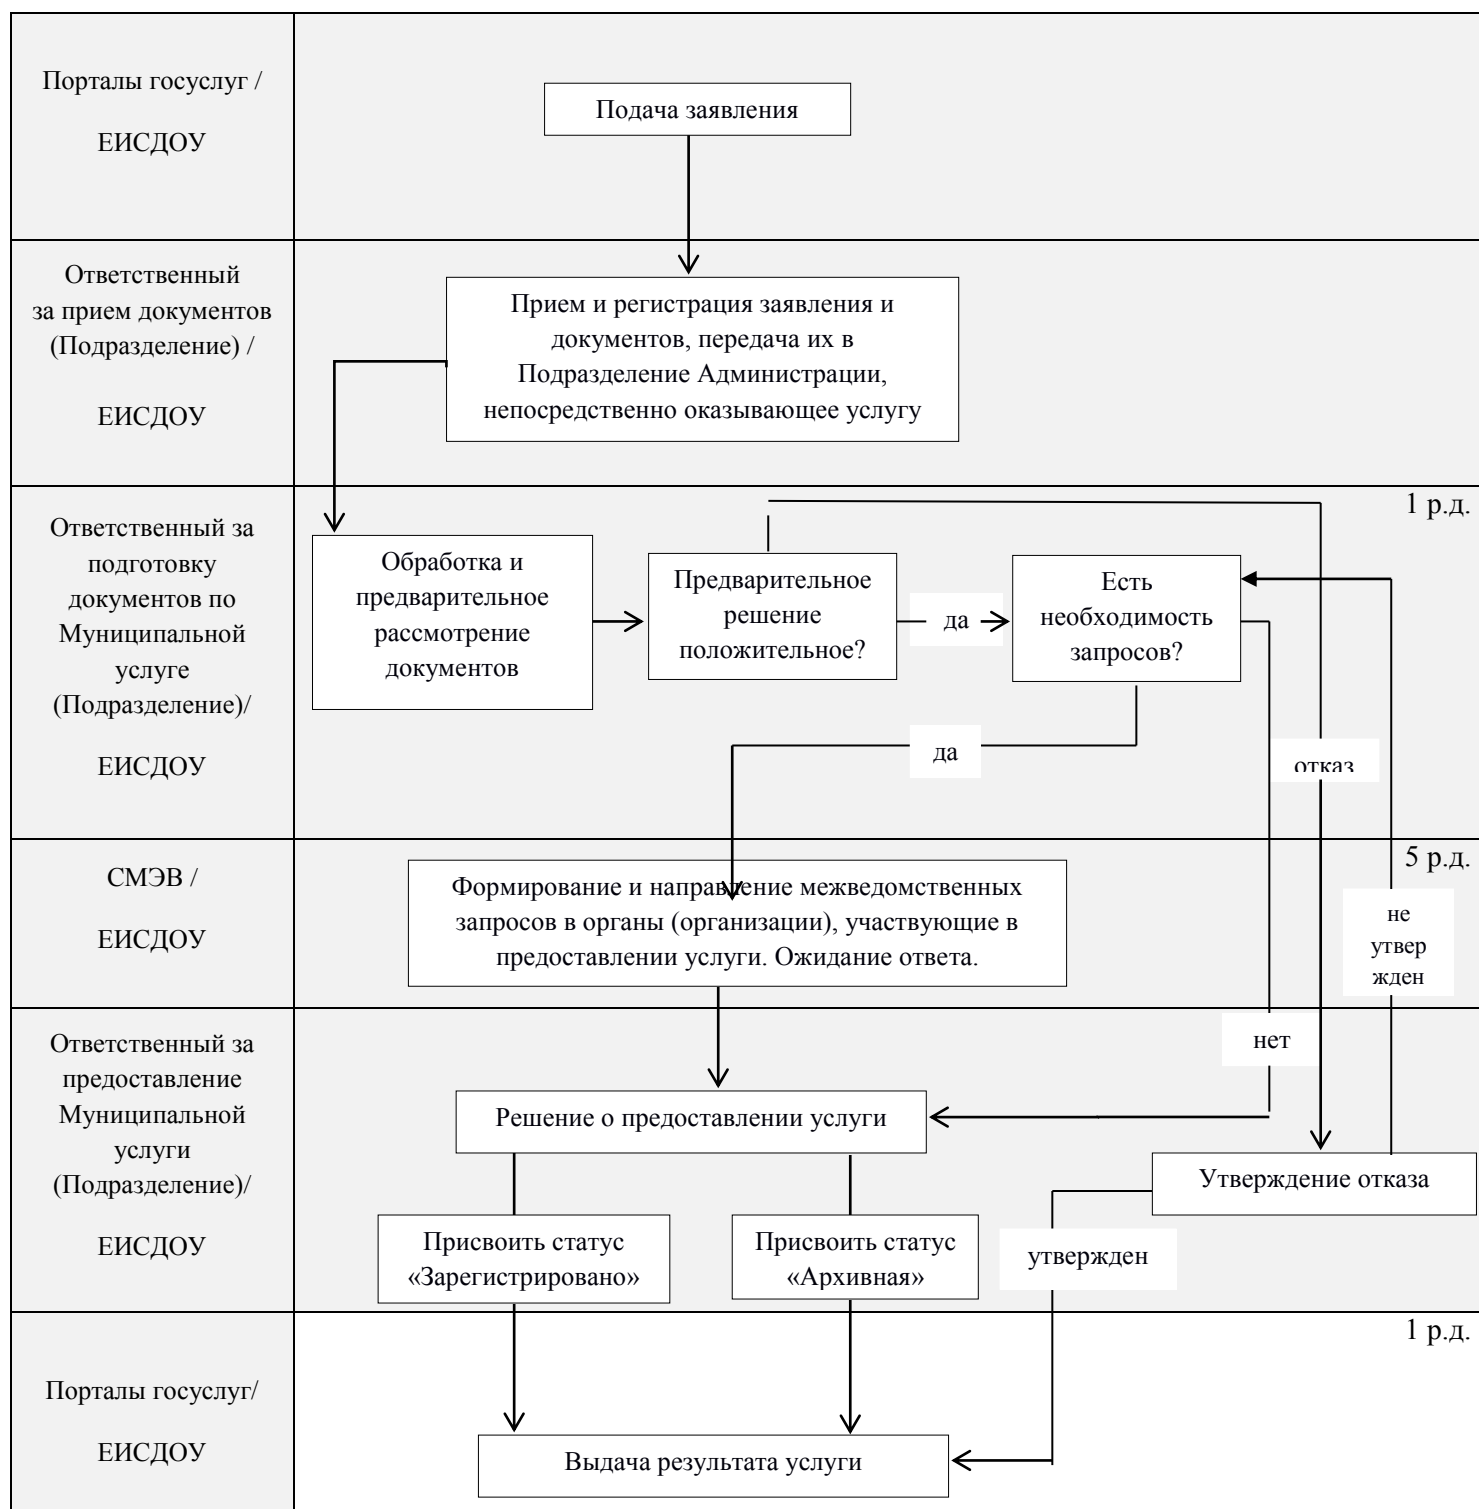 Порталы госуслуг /
ЕИСДОУ
Подача заявления
Ответственный
за прием документов
(Подразделение) /
ЕИСДОУ
Прием и регистрация заявления и
документов, передача их в
Подразделение Администрации,
непосредственно оказывающее услугу
1 р.д.
Ответственный за
подготовку
документов по
Муниципальной
услуге
(Подразделение)/
ЕИСДОУ
Обработка и
предварительное
рассмотрение
документов
Предварительное
решение
положительное?
да
Есть
необходимость
запросов?
да
отказ
5 р.д.
СМЭВ /
ЕИСДОУ
Формирование и направление межведомственных
запросов в органы (организации), участвующие в
предоставлении услуги. Ожидание ответа.
не
утвер
жден
Ответственный за
предоставление
Муниципальной
услуги
(Подразделение)/
ЕИСДОУ
нет
Решение о предоставлении услуги
Утверждение отказа
Присвоить статус
«Зарегистрировано»
Присвоить статус
«Архивная»
утвержден
1 р.д.
Порталы госуслуг/
ЕИСДОУ
Выдача результата услуги